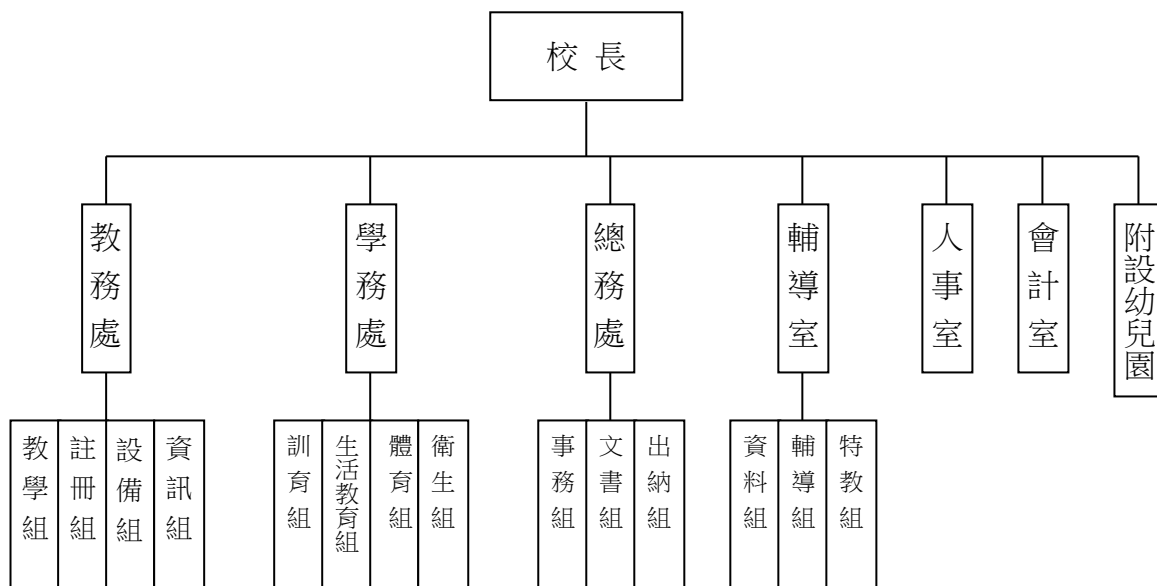 校長
教務處
學務處
總務處
輔導室
人事室
會計室
附設幼兒園
教學組
註冊組
設備組
資訊組
訓育組
生活教育組
體育組
衛生組
事務組
文書組
出納組
資料組
輔導組
特教組